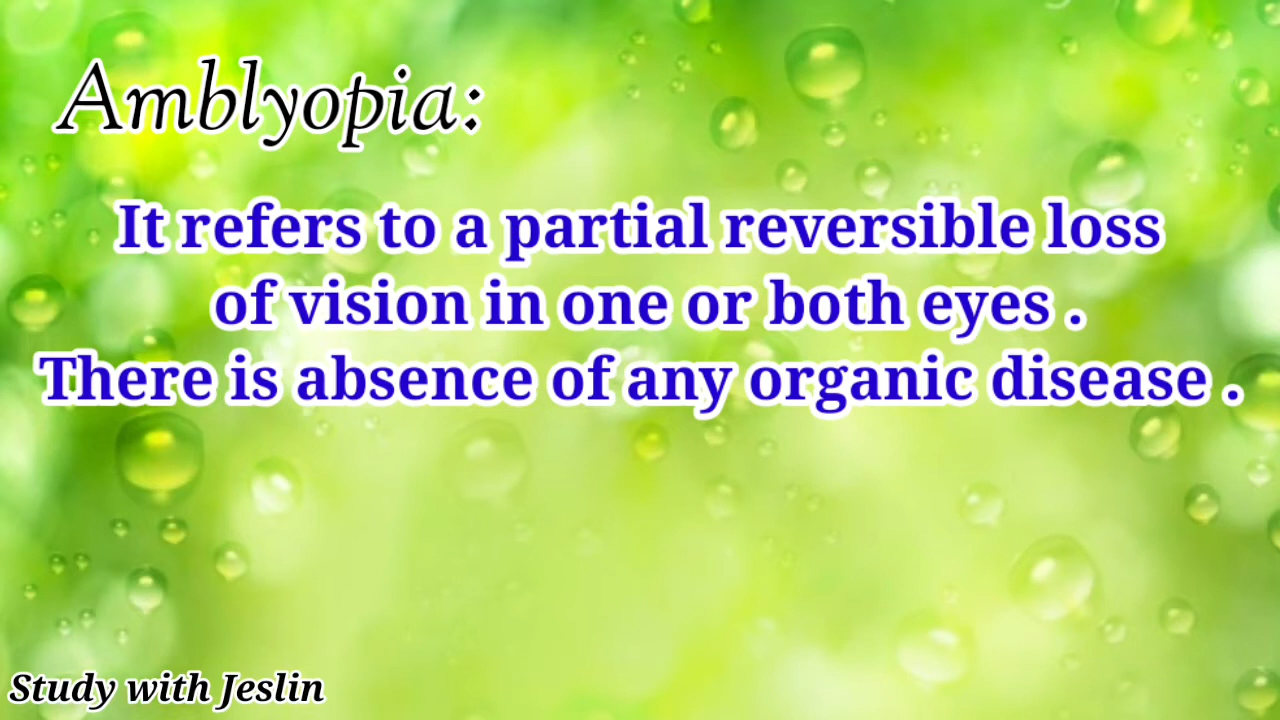 Amblyopia:
It refers to a partial reversible loss
of vision in one or both eyes .
There is absence of any organic disease .
Study with Jeslin